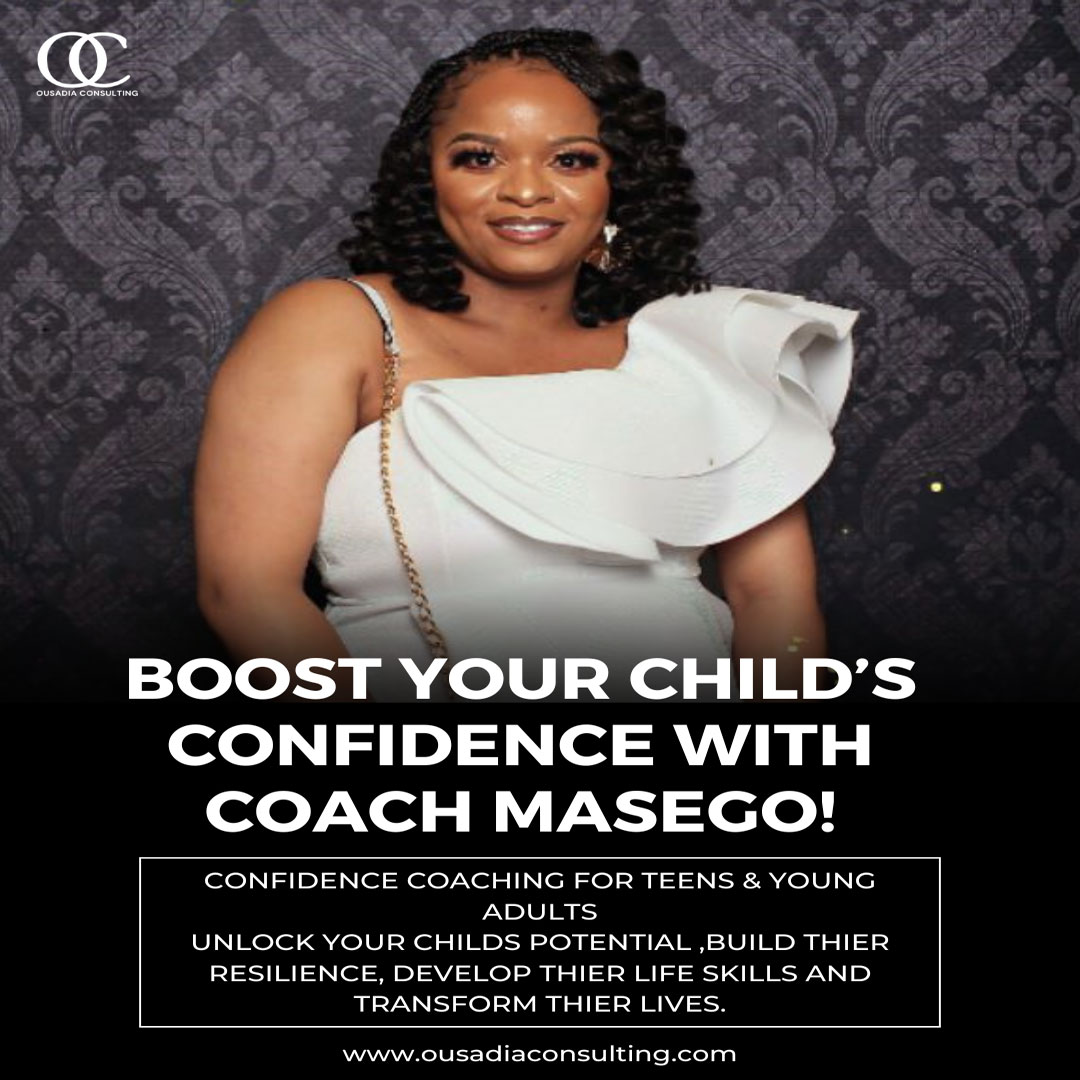 OC
OUSADIA CONSULTING
BOOST YOUR CHILD’S
CONFIDENCE WITH
COACH MASEGO!
CONFIDENCE COACHING FOR TEENS & YOUNG
ADULTS
UNLOCK YOUR CHILDS POTENTIAL ,BUILD THIER
RESILIENCE, DEVELOP THIER LIFE SKILLS AND
TRANSFORM THIER LIVES.
www.ousadiaconsulting.com